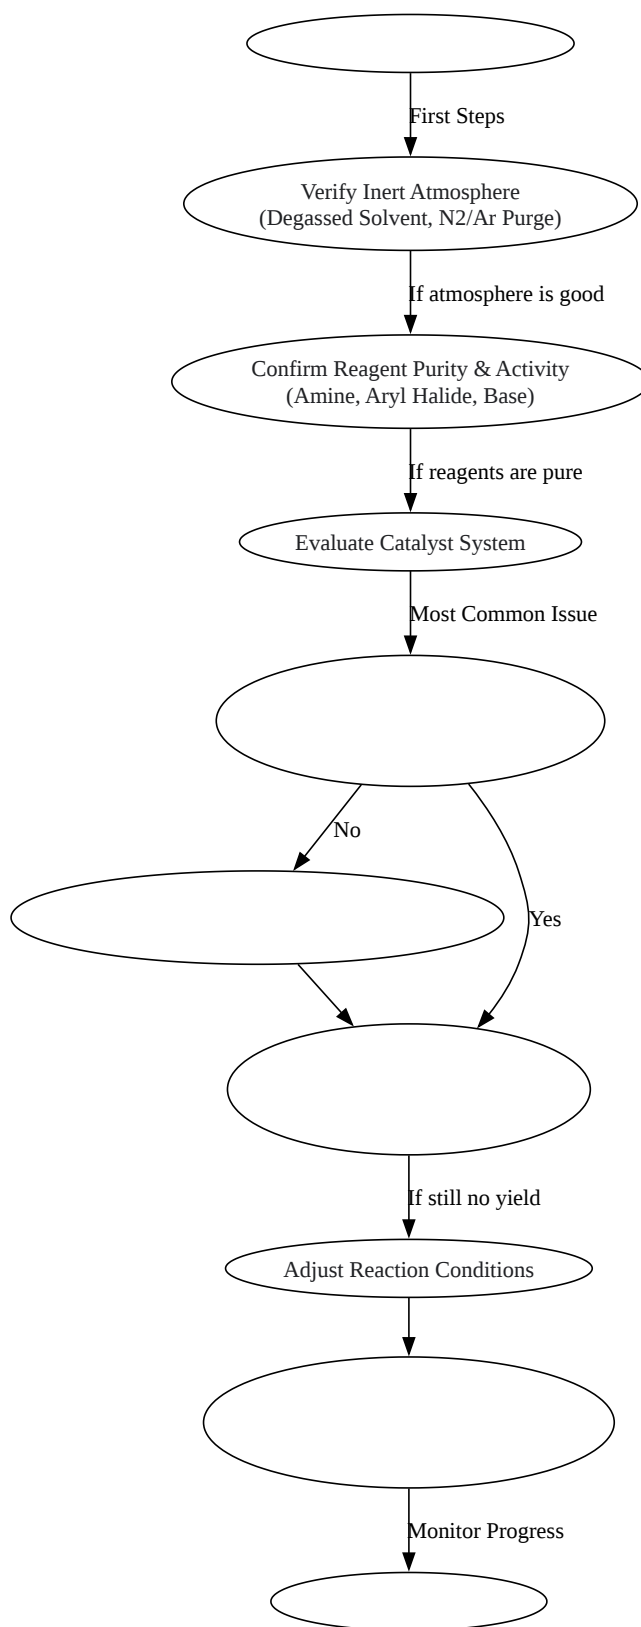 First Steps
Verify Inert Atmosphere
(Degassed Solvent, N2/Ar Purge)
If atmosphere is good
Confirm Reagent Purity & Activity
(Amine, Aryl Halide, Base)
If reagents are pure
Evaluate Catalyst System
Most Common Issue
No
Yes
If still no yield
Adjust Reaction Conditions
Monitor Progress